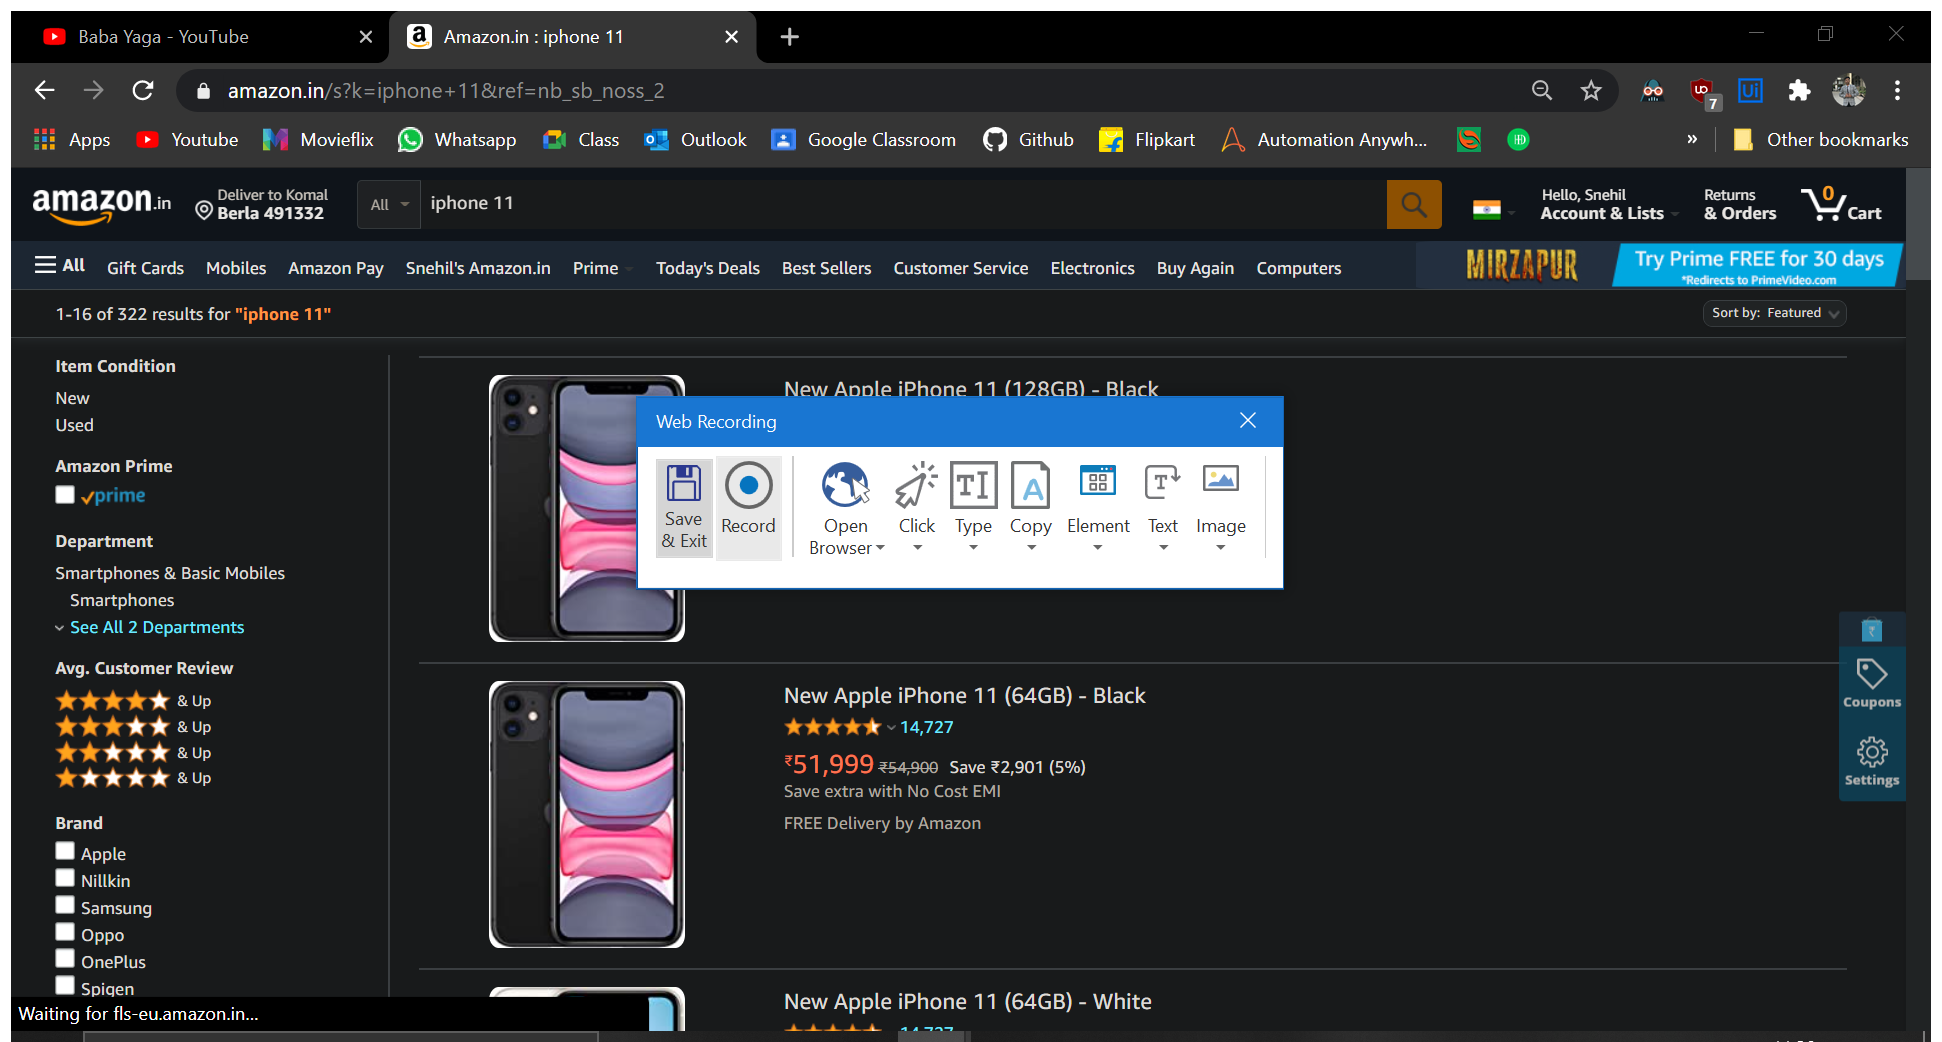 Baba Yaga - YouTube
Amazon.in : iphone 11
amazon.in/s?k=iphone+11&ref=nb_sb_noss_2
UD
7
Ui
Apps
Youtube
Movieflix
Whatsapp
Class
Outlook
Google Classroom
Github
Flipkart
Automation Anywh...
Other bookmarks
amazon.in
Deliver to Komal
Berla 491332
All
iphone 11
Hello, Snehil
Account & Lists
Returns
& Orders
0
Cart
All
Gift Cards
Mobiles
Amazon Pay
Snehil's Amazon.in
Prime
Today's Deals
Best Sellers
Customer Service
Electronics
Buy Again
Computers
MIRZAPUR
Try Prime FREE for 30 days
*Redirects to PrimeVideo.com
1-16 of 322 results for "iphone 11"
Sort by: Featured
Item Condition
New
Used
Amazon Prime
prime
Department
Smartphones & Basic Mobiles
Smartphones
See All 2 Departments
Avg. Customer Review
& Up
& Up
& Up
& Up
Brand
Apple
Nillkin
Samsung
Oppo
OnePlus
Spigen
Waiting for fls-eu.amazon.in...
New Apple iPhone 11 (128GB) - Black
Web Recording
Save
& Exit
Record
Open
Browser
Click
Type
Copy
Element
Text
Image
New Apple iPhone 11 (64GB) - Black
14,727
₹51,999 ₹54,900 Save ₹2,901 (5%)
Save extra with No Cost EMI
FREE Delivery by Amazon
New Apple iPhone 11 (64GB) - White
14,727
Coupons
Settings